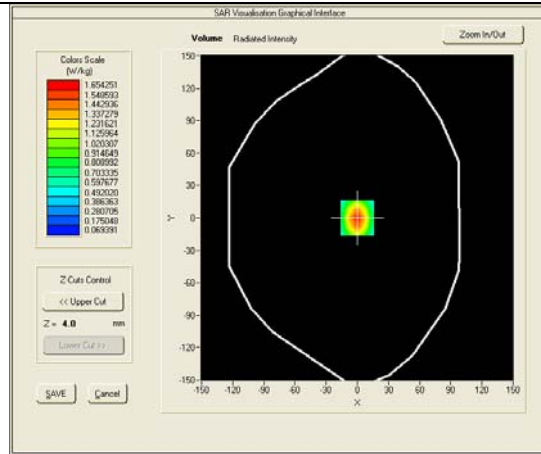 SAR Visualisation Graphical Interface
Volume Radiated Intensity
Zoom In/Out
Colors Scale
(W/kg)
1.654251
1.548593
1.442936
1.337279
1.231621
1.125964
1.020307
0.914649
0.808992
0.703335
0.597677
0.492020
0.386363
0.280705
0.175048
0.069391
Z Cuts Control
<< Upper Cut
Z = 4.0 mm
Lower Cut >>
SAVE Cancel
150
120
90
60
30
0
-30
-60
-90
-120
-150
Y
-150 -120 -90 -60 -30 0 30 60 90 120 150
X